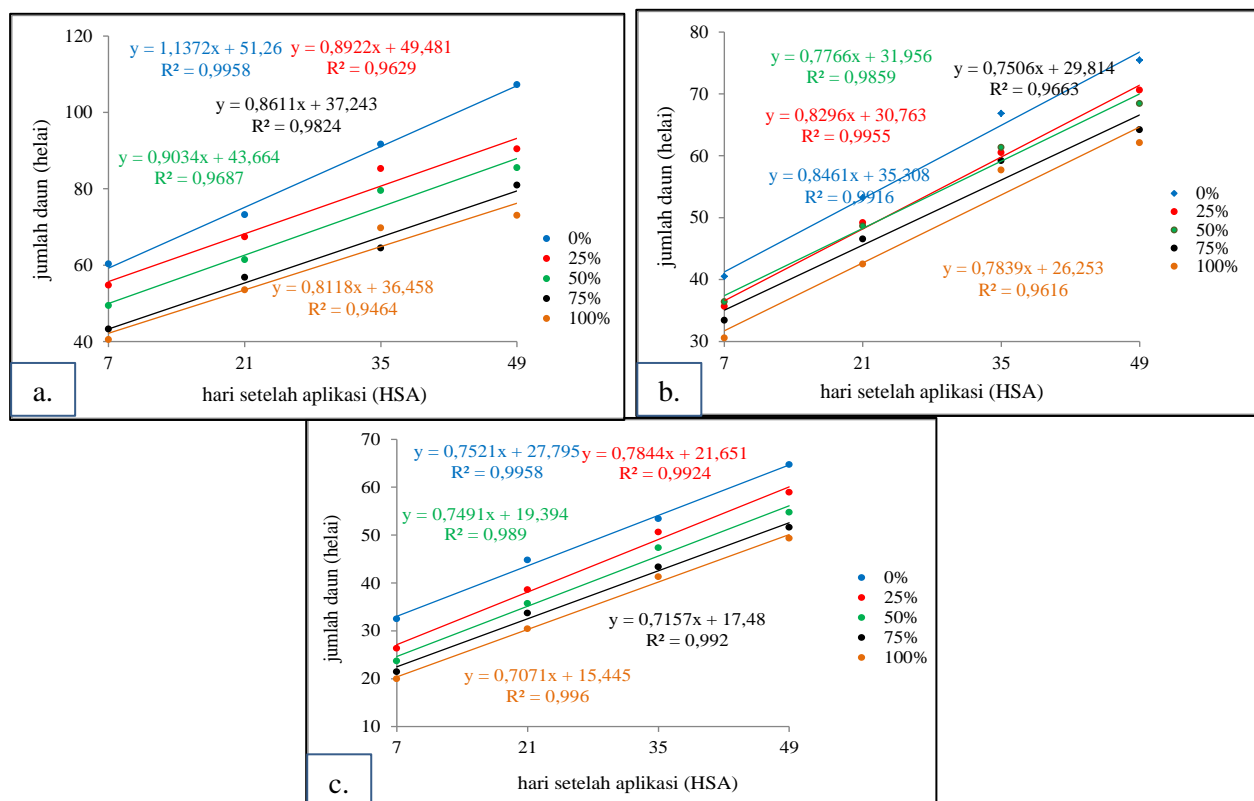 y = 1,1372x + 51,26
R² = 0,9958
y = 0,8922x + 49,481
R² = 0,9629
y = 0,8611x + 37,243
R² = 0,9824
y = 0,9034x + 43,664
R² = 0,9687
y = 0,8118x + 36,458
R² = 0,9464
120
100
80
60
40
jumlah daun (helai)
7 21 35 49
hari setelah aplikasi (HSA)
0%
25%
50%
75%
100%
a.
y = 0,7766x + 31,956
R² = 0,9859
y = 0,7506x + 29,814
R² = 0,9663
y = 0,8296x + 30,763
R² = 0,9955
y = 0,8461x + 35,308
R² = 0,9916
y = 0,7839x + 26,253
R² = 0,9616
80
70
60
50
40
30
jumlah daun (helai)
7 21 35 49
hari setelah aplikasi (HSA)
0%
25%
50%
75%
100%
b.
y = 0,7521x + 27,795
R² = 0,9958
y = 0,7844x + 21,651
R² = 0,9924
y = 0,7491x + 19,394
R² = 0,989
y = 0,7157x + 17,48
R² = 0,992
y = 0,7071x + 15,445
R² = 0,996
70
60
50
40
30
20
10
jumlah daun (helai)
7 21 35 49
hari setelah aplikasi (HSA)
0%
25%
50%
75%
100%
c.